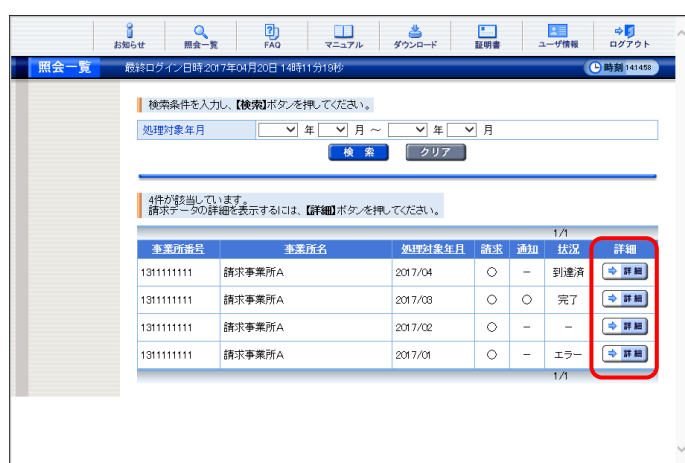 お知らせ 照会一覧 FAQ マニュアル ダウンロード 証明書 ユーザ情報 ログアウト
照会一覧 最終ログイン日時:2017年04月20日 14時11分19秒 時刻 14:14:58
検索条件を入力し、【検索】ボタンを押してください。
処理対象年月 年 月 ～ 年 月
検 索 クリア
4件が該当しています。
請求データの詳細を表示するには、【詳細】ボタンを押してください。
1/1
事業所番号 事業所名 処理対象年月 請求 通知 状況 詳細
1311111111 請求事業所A 2017/04 ○ － 到達済 詳細
1311111111 請求事業所A 2017/03 ○ ○ 完了 詳細
1311111111 請求事業所A 2017/02 ○ － － 詳細
1311111111 請求事業所A 2017/01 ○ － エラー 詳細
1/1